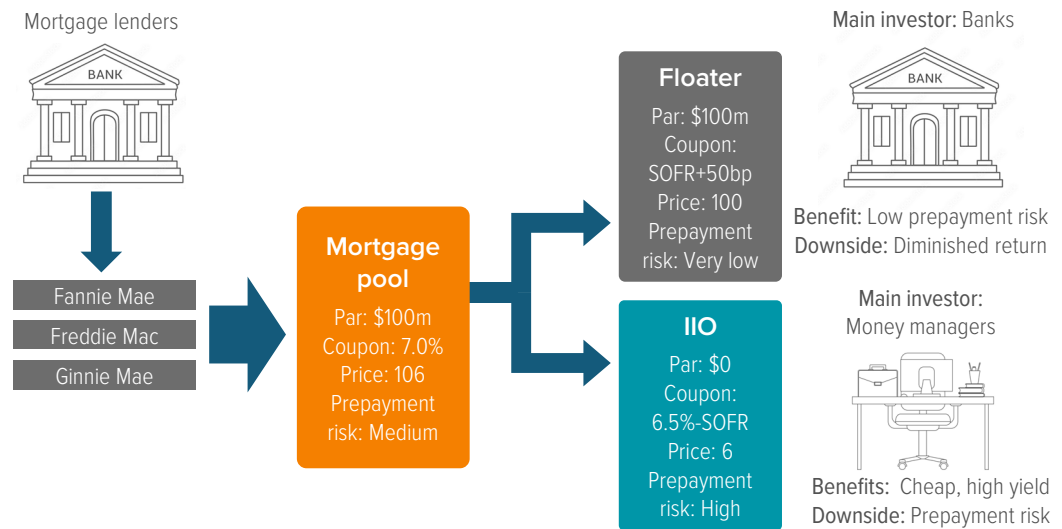 Mortgage lenders
BANK
Fannie Mae
Freddie Mac
Ginnie Mae
Mortgage
pool
Par: $100m
Coupon: 7.0%
Price: 106
Prepayment
risk: Medium
Floater
Par: $100m
Coupon:
SOFR+50bp
Price: 100
Prepayment
risk: Very low
IIO
Par: $0
Coupon:
6.5%-SOFR
Price: 6
Prepayment
risk: High
Main investor: Banks
BANK
Benefit: Low prepayment risk
Downside: Diminished return
Main investor:
Money managers
Benefits: Cheap, high yield
Downside: Prepayment risk